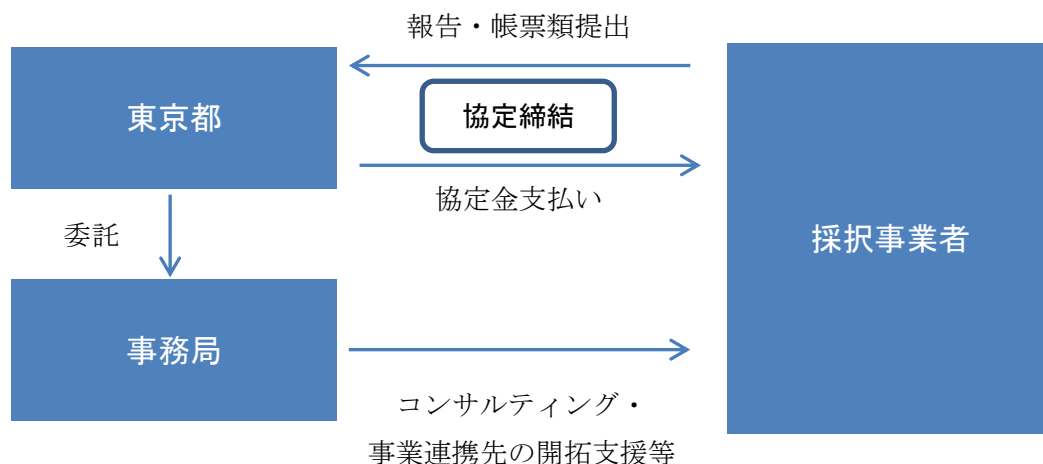 報告・帳票類提出
東京都
協定締結
協定金支払い
委託
採択事業者
事務局
コンサルティング・
事業連携先の開拓支援等